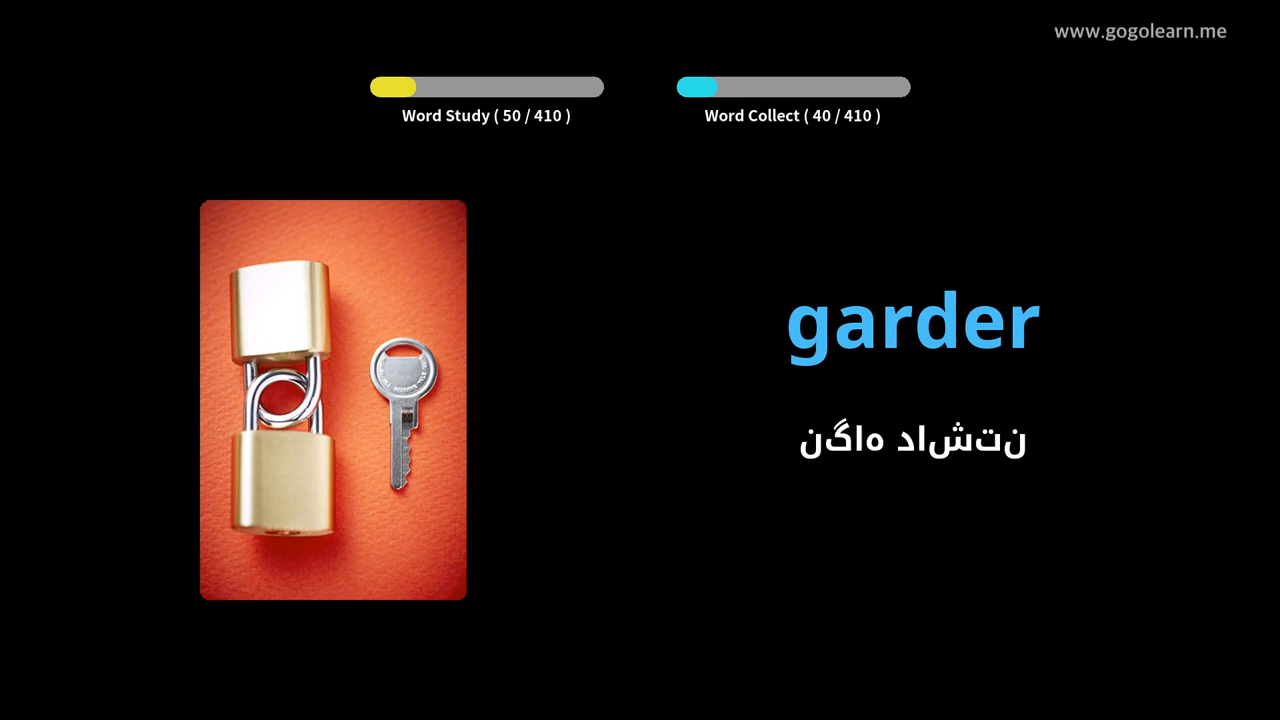 www.gogolearn.me
Word Study ( 50 / 410 )
Word Collect ( 40 / 410 )
garder
نتشاد هاگن